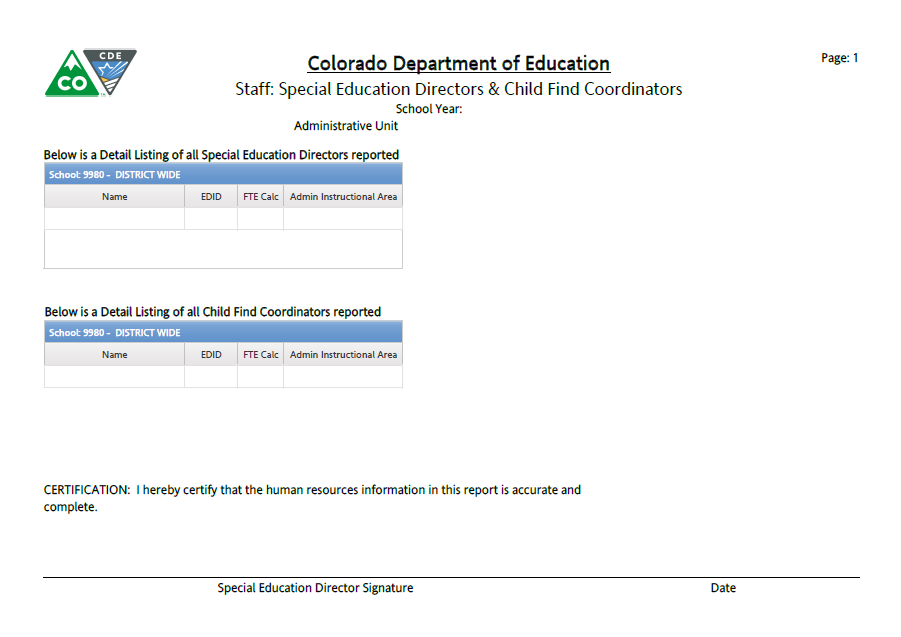 CDE
CO
Colorado Department of Education
Page: 1
Staff: Special Education Directors & Child Find Coordinators
School Year:
Administrative Unit
Below is a Detail Listing of all Special Education Directors reported
School: 9980 - DISTRICT WIDE
Name EDID FTE Calc Admin Instructional Area
Below is a Detail Listing of all Child Find Coordinators reported
School: 9980 - DISTRICT WIDE
Name EDID FTE Calc Admin Instructional Area
CERTIFICATION: I hereby certify that the human resources information in this report is accurate and
complete.
Special Education Director Signature Date